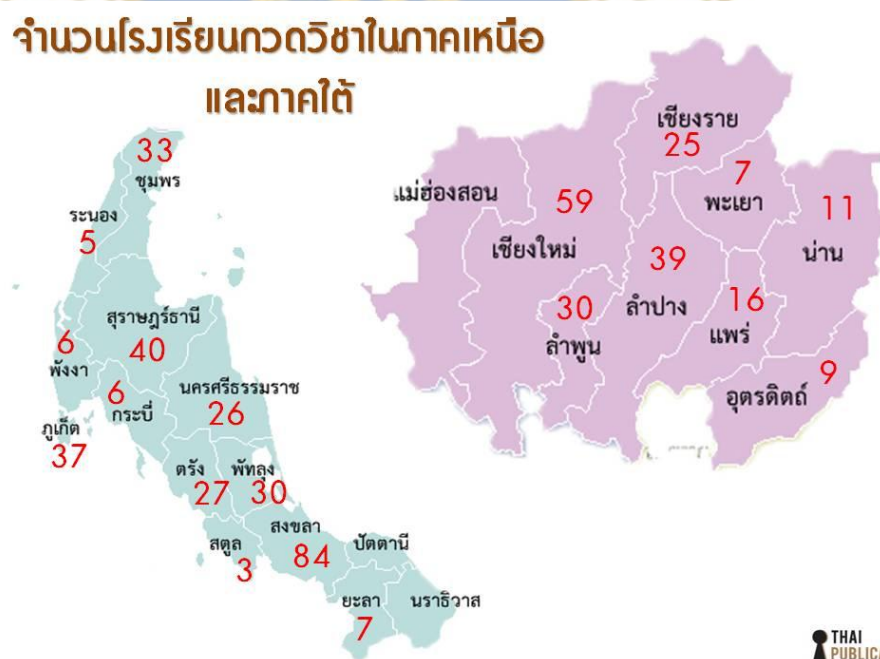 จำนวนโรงเรียนกวดวิชาในภาคเหนือ
และภาคใต้
33
ชุมพร
ระนอง
5
สุราษฎร์ธานี
40
6
พังงา
6
กระบี่
นครศรีธรรมราช
26
ภูเก็ต
37
ตรัง
27
พัทลุง
30
สงขลา
84
สตูล
3
ปัตตานี
ยะลา
7
นราธิวาส
เชียงราย
25
7
พะเยา
แม่ฮ่องสอน
59
เชียงใหม่
11
น่าน
39
ลำปาง
30
ลำพูน
16
แพร่
9
อุตรดิตถ์
THAI
PUBLICA